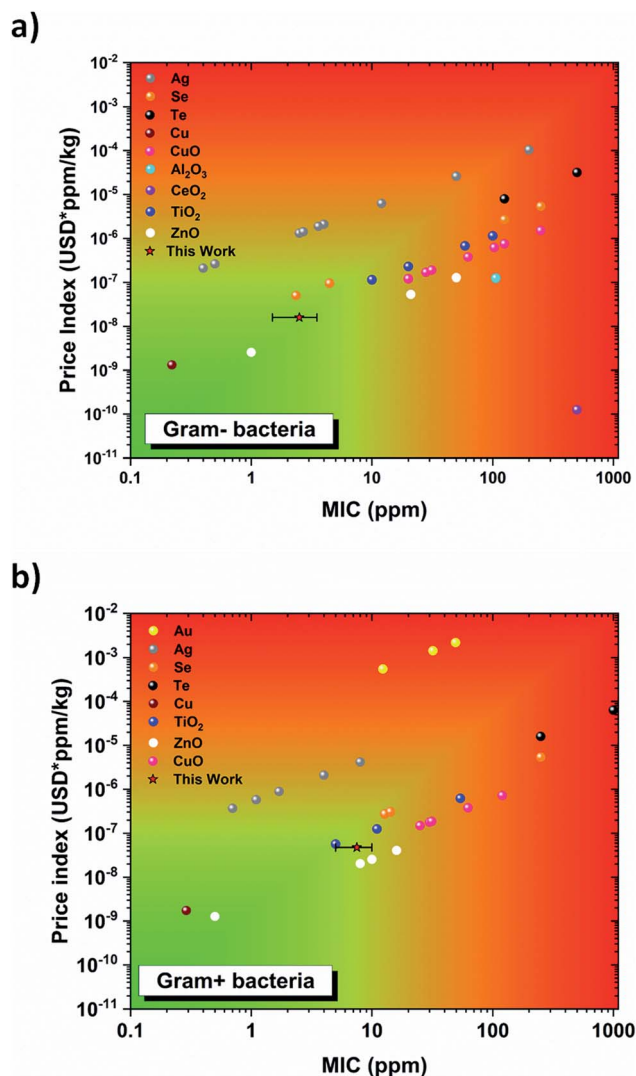 a)
10⁻²
10⁻³
10⁻⁴
10⁻⁵
10⁻⁶
10⁻⁷
10⁻⁸
10⁻⁹
10⁻¹⁰
10⁻¹¹
Price Index (USD*ppm/kg)
Ag
Se
Te
Cu
CuO
Al₂O₃
CeO₂
TiO₂
ZnO
This Work
Gram- bacteria
0.1 1 10 100 1000
MIC (ppm)
b)
10⁻²
10⁻³
10⁻⁴
10⁻⁵
10⁻⁶
10⁻⁷
10⁻⁸
10⁻⁹
10⁻¹⁰
10⁻¹¹
Price index (USD*ppm/kg)
Au
Ag
Se
Te
Cu
TiO₂
ZnO
CuO
This Work
Gram+ bacteria
0.1 1 10 100 1000
MIC (ppm)